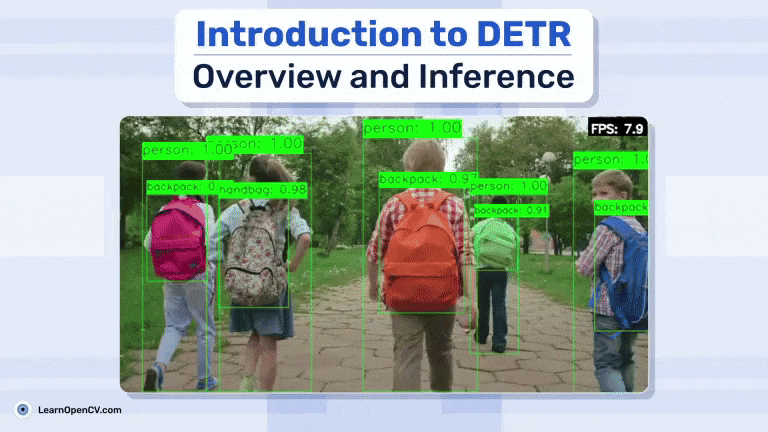 Introduction to DETR
Overview and Inference
FPS: 7.9
person: 1.00
person: 1.00
person: 1.00
person: 1.0
backpack: 0.
handbag: 0.98
backpack: 0.97
person: 1.00
backpack: 0.91
backpack
LearnOpenCV.com